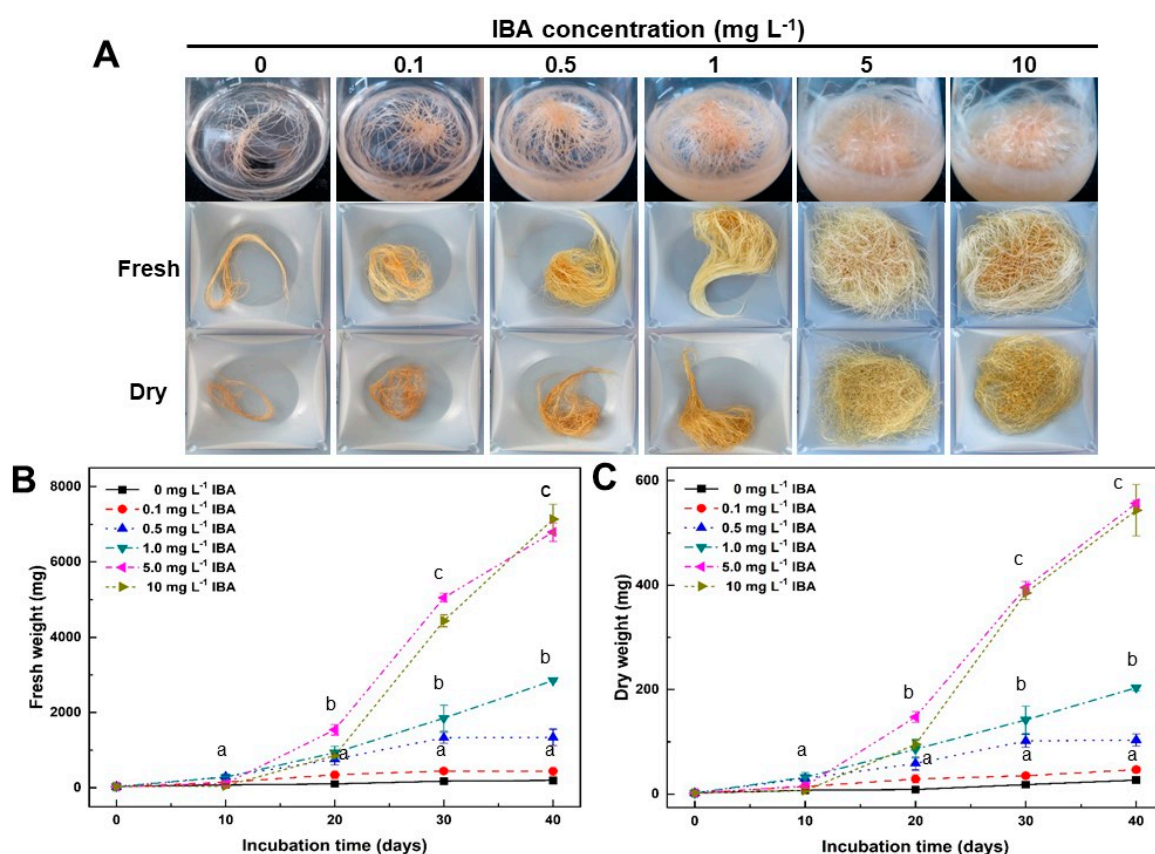 IBA concentration (mg L⁻¹)
A
0 0.1 0.5 1 5 10
Fresh
Dry
B
8000
6000
4000
2000
0
Fresh weight (mg)
0 mg L⁻¹ IBA
0.1 mg L⁻¹ IBA
0.5 mg L⁻¹ IBA
1.0 mg L⁻¹ IBA
5.0 mg L⁻¹ IBA
10 mg L⁻¹ IBA
c
c
b
b
b
a
a
a
a
0 10 20 30 40
Incubation time (days)
C
600
400
200
0
Dry weight (mg)
0 mg L⁻¹ IBA
0.1 mg L⁻¹ IBA
0.5 mg L⁻¹ IBA
1.0 mg L⁻¹ IBA
5.0 mg L⁻¹ IBA
10 mg L⁻¹ IBA
c
c
b
b
b
a
a
a
a
0 10 20 30 40
Incubation time (days)